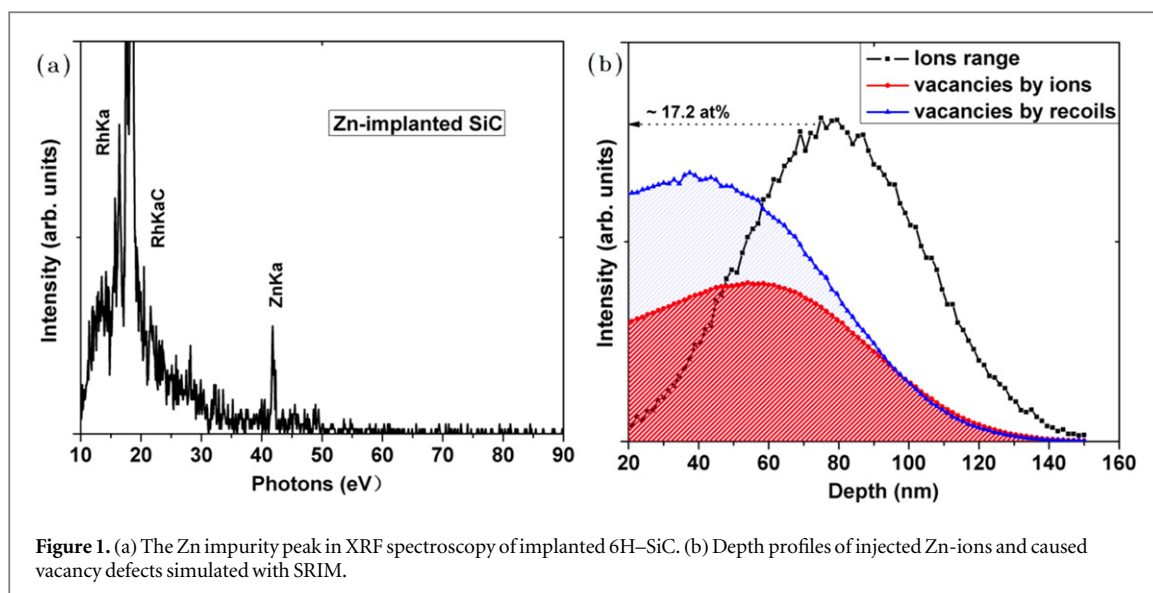 (a)
Zn-implanted SiC
RhKa
RhKaC
ZnKa
Intensity (arb. units)
10 20 30 40 50 60 70 80 90
Photons (eV）
(b)
Ions range
vacancies by ions
vacancies by recoils
~ 17.2 at%
Intensity (arb. units)
20 40 60 80 100 120 140 160
Depth (nm)
Figure 1. (a) The Zn impurity peak in XRF spectroscopy of implanted 6H–SiC. (b) Depth profiles of injected Zn-ions and caused
vacancy defects simulated with SRIM.